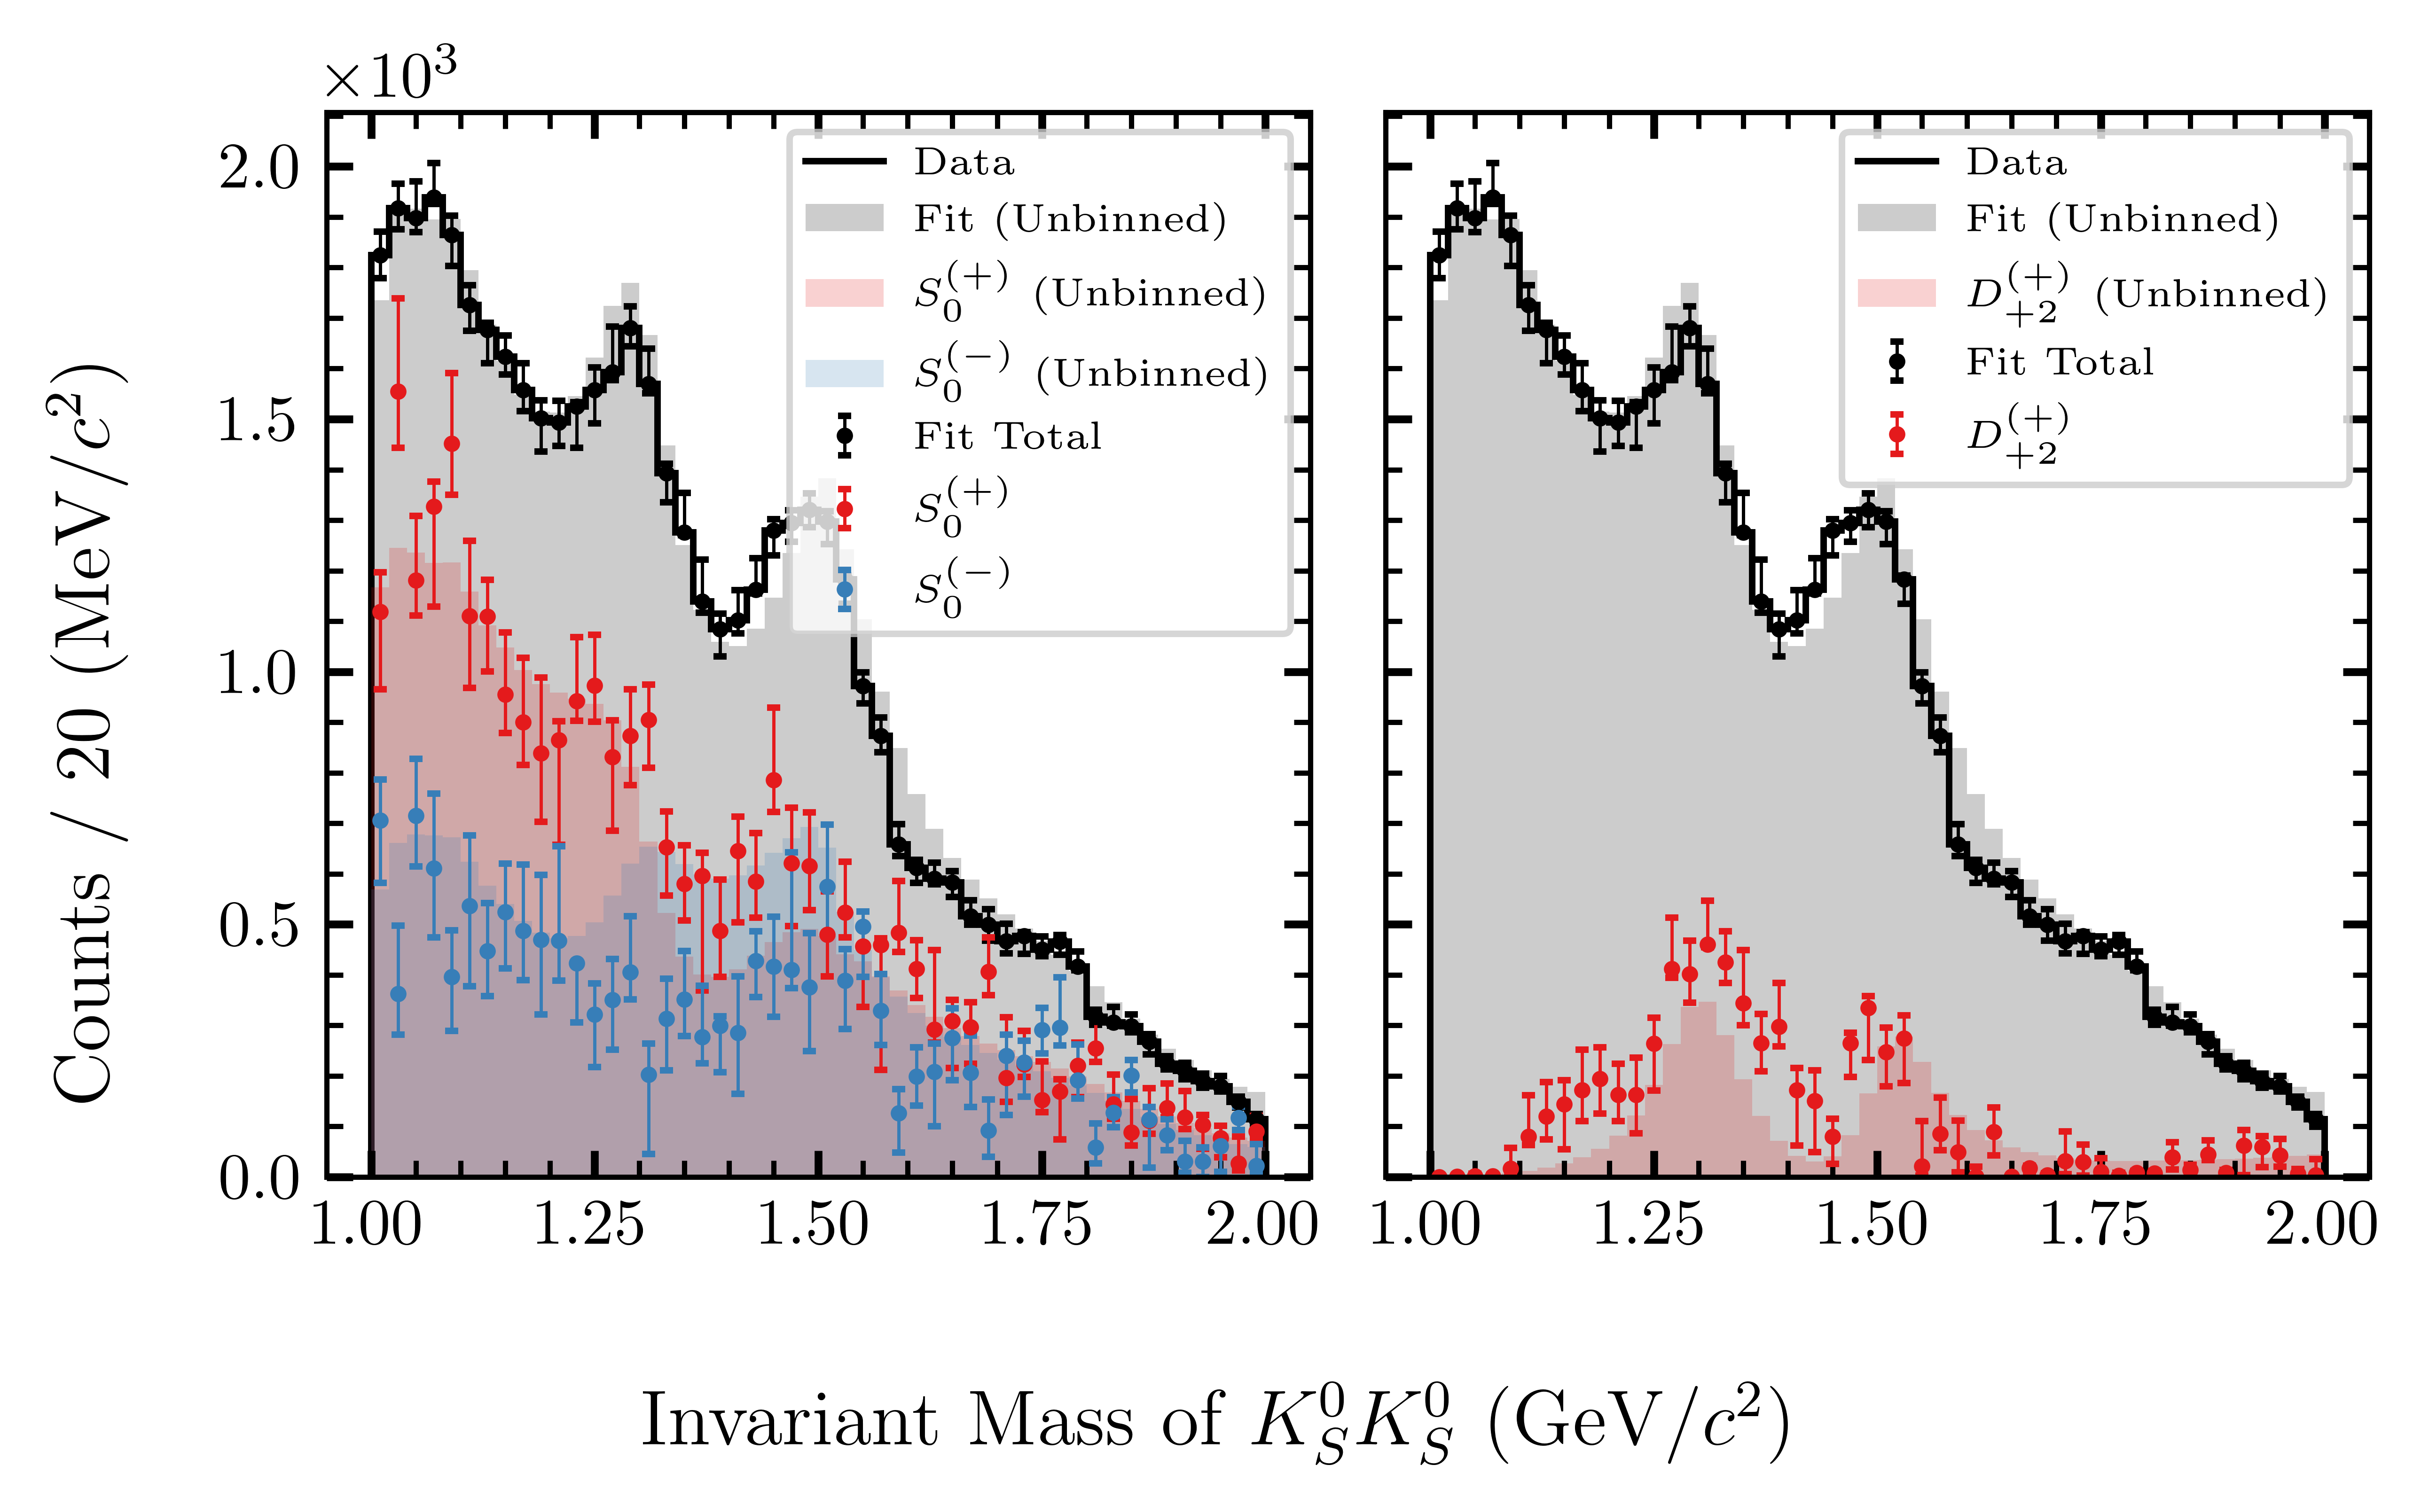 ×10³
Counts / 20 (MeV/c²)
2.0
1.5
1.0
0.5
0.0
Data
Fit (Unbinned)
S₀⁽⁺⁾ (Unbinned)
S₀⁽⁻⁾ (Unbinned)
Fit Total
S₀⁽⁺⁾
S₀⁽⁻⁾
1.00 1.25 1.50 1.75 2.00
Data
Fit (Unbinned)
D₊₂⁽⁺⁾ (Unbinned)
Fit Total
D₊₂⁽⁺⁾
1.00 1.25 1.50 1.75 2.00
Invariant Mass of K⁰_S K⁰_S (GeV/c²)